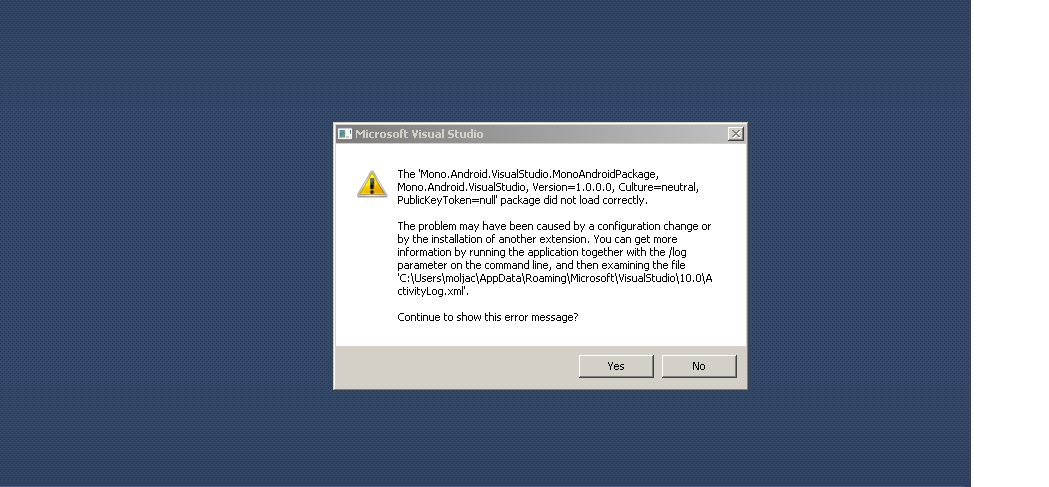 Microsoft Visual Studio
The 'Mono.Android.VisualStudio.MonoAndroidPackage,
Mono.Android.VisualStudio, Version=1.0.0.0, Culture=neutral,
PublicKeyToken=null' package did not load correctly.
The problem may have been caused by a configuration change or
by the installation of another extension. You can get more
information by running the application together with the /log
parameter on the command line, and then examining the file
'C:\Users\moljac\AppData\Roaming\Microsoft\VisualStudio\10.0\A
ctivityLog.xml'.
Continue to show this error message?
Yes
No